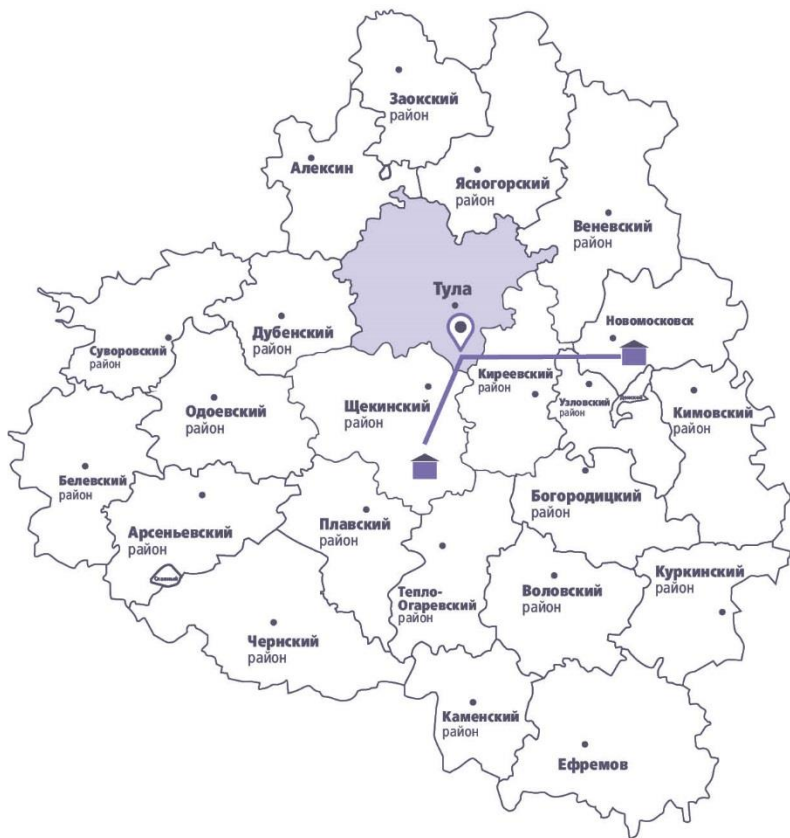 Заокский
район
Алексин
Ясногорский
район
Веневский
район
Тула
Новомосковск
Дубенский
район
Суворовский
район
Киреевский
район
Щекинский
район
Узловский
район
Донской
Кимовский
район
Одоевский
район
Белевский
район
Богородицкий
район
Арсеньевский
район
Плавский
район
Славный
Тепло-
Огаревский
район
Воловский
район
Куркинский
район
Чернский
район
Каменский
район
Ефремов